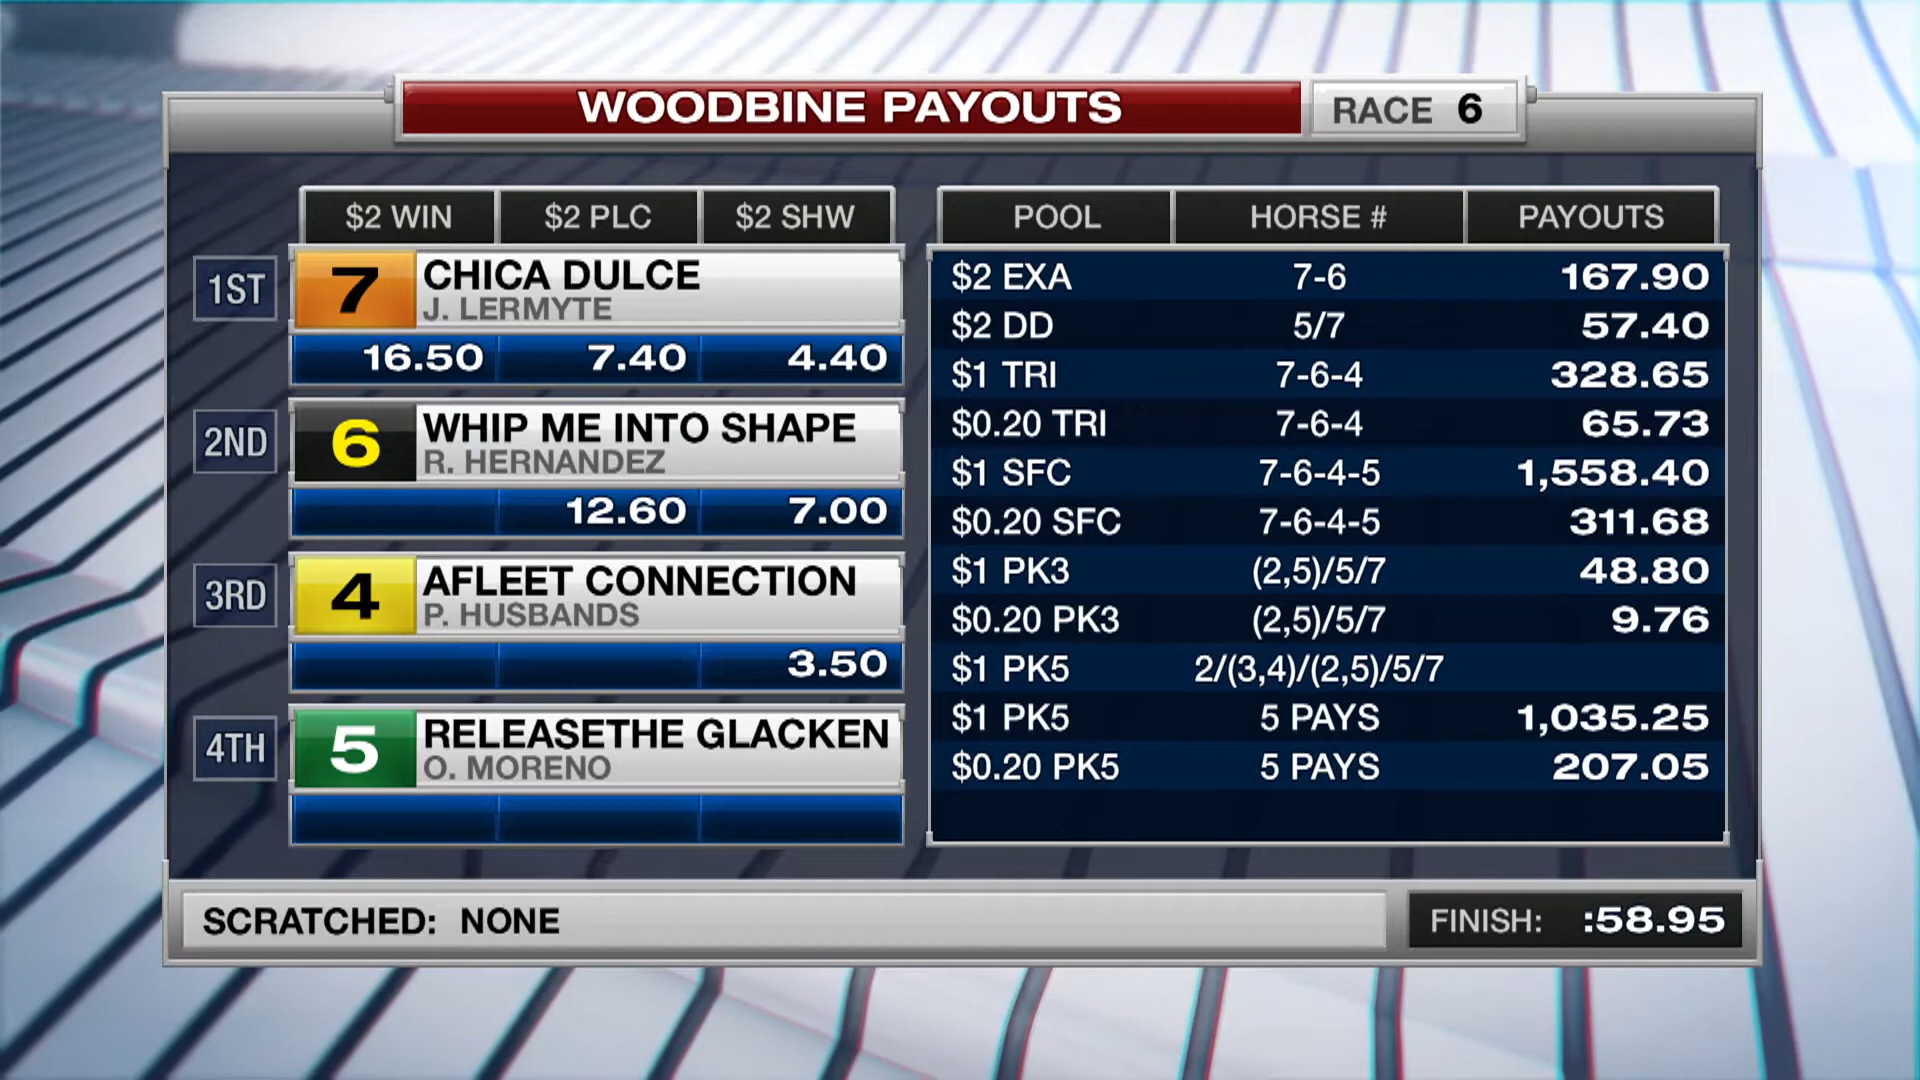 WOODBINE PAYOUTS
RACE 6
$2 WIN $2 PLC $2 SHW
1ST 7 CHICA DULCE
J. LERMYTE
16.50 7.40 4.40
2ND 6 WHIP ME INTO SHAPE
R. HERNANDEZ
12.60 7.00
3RD 4 AFLEET CONNECTION
P. HUSBANDS
3.50
4TH 5 RELEASETHE GLACKEN
O. MORENO
POOL HORSE # PAYOUTS
$2 EXA 7-6 167.90
$2 DD 5/7 57.40
$1 TRI 7-6-4 328.65
$0.20 TRI 7-6-4 65.73
$1 SFC 7-6-4-5 1,558.40
$0.20 SFC 7-6-4-5 311.68
$1 PK3 (2,5)/5/7 48.80
$0.20 PK3 (2,5)/5/7 9.76
$1 PK5 2/(3,4)/(2,5)/5/7
$1 PK5 5 PAYS 1,035.25
$0.20 PK5 5 PAYS 207.05
SCRATCHED: NONE
FINISH: :58.95